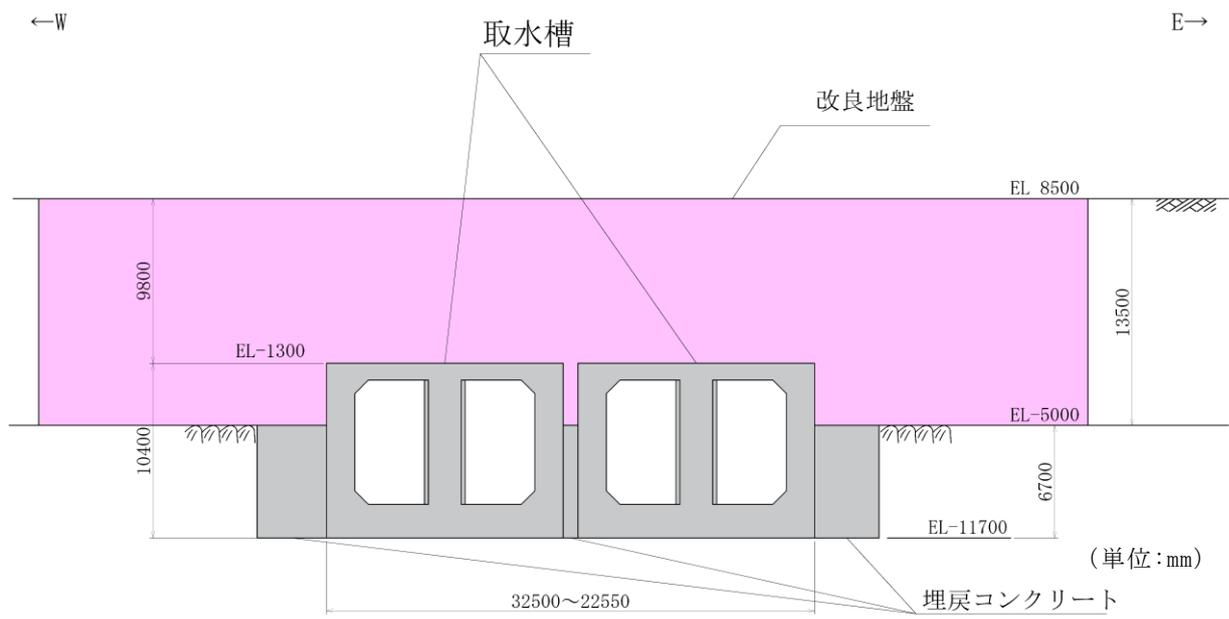 ←W
E→
取水槽
改良地盤
EL 8500
9800
13500
EL-1300
EL-5000
10400
6700
EL-11700
(単位:mm)
32500～22550
埋戻コンクリート